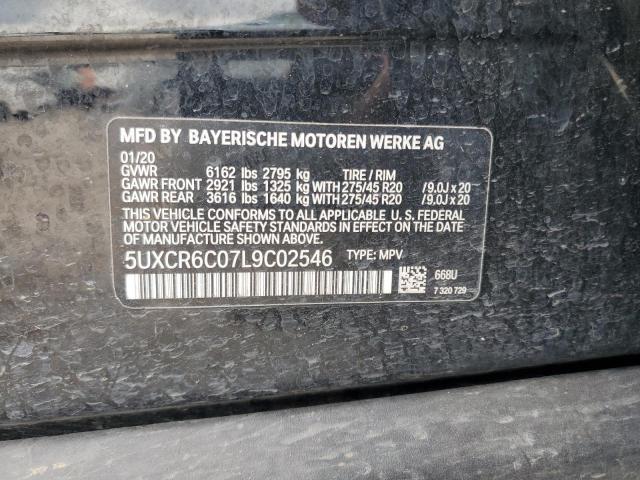 MFD BY BAYERISCHE MOTOREN WERKE AG
01/20
GVWR 6162 lbs 2795 kg TIRE / RIM
GAWR FRONT 2921 lbs 1325 kg WITH 275/45 R20 / 9.0J x 20
GAWR REAR 3616 lbs 1640 kg WITH 275/45 R20 / 9.0J x 20
THIS VEHICLE CONFORMS TO ALL APPLICABLE U. S. FEDERAL
MOTOR VEHICLE SAFETY STANDARDS IN EFFECT ON THE
DATE OF MANUFACTURE SHOWN ABOVE.
5UXCR6C07L9C02546 TYPE: MPV
668U
7 320 729